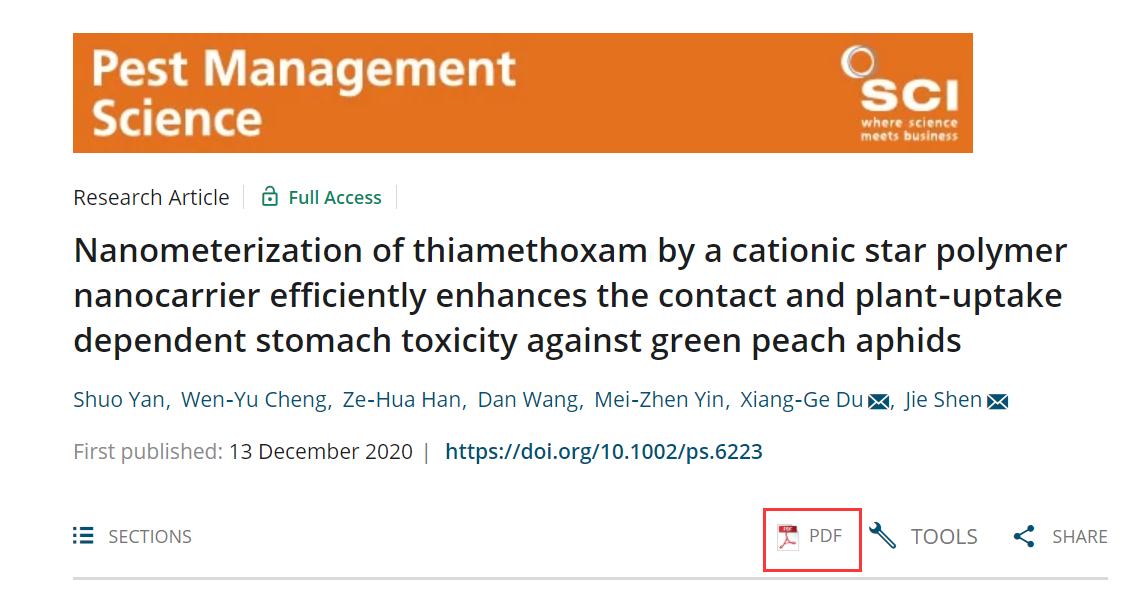 Pest Management
Science
SCI
where science
meets business
Research Article
Full Access
Nanometerization of thiamethoxam by a cationic star polymer
nanocarrier efficiently enhances the contact and plant-uptake
dependent stomach toxicity against green peach aphids
Shuo Yan, Wen-Yu Cheng, Ze-Hua Han, Dan Wang, Mei-Zhen Yin, Xiang-Ge Du, Jie Shen
First published: 13 December 2020 | https://doi.org/10.1002/ps.6223
SECTIONS
PDF
PDF
TOOLS
SHARE